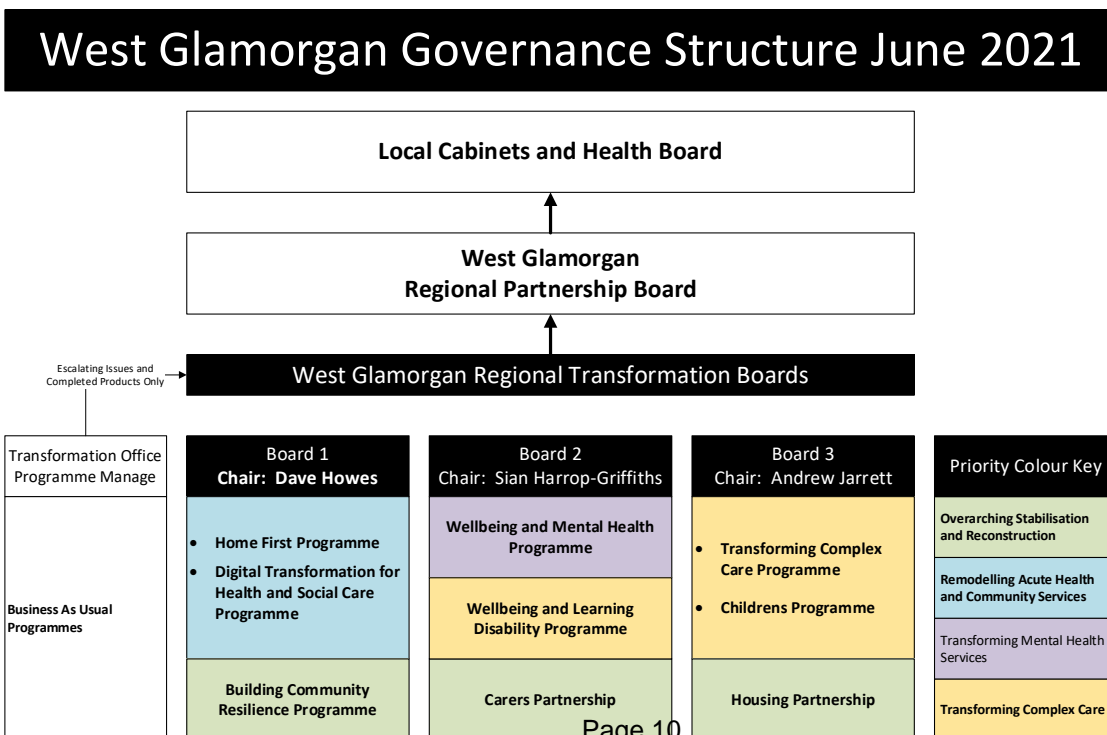 West Glamorgan Governance Structure June 2021
Local Cabinets and Health Board
West Glamorgan
Regional Partnership Board
Escalating Issues and
Completed Products Only
West Glamorgan Regional Transformation Boards
Transformation Office
Programme Manage
Business As Usual
Programmes
Board 1
Chair: Dave Howes
• Home First Programme
• Digital Transformation for
Health and Social Care
Programme
Building Community
Resilience Programme
Board 2
Chair: Sian Harrop-Griffiths
Wellbeing and Mental Health
Programme
Wellbeing and Learning
Disability Programme
Carers Partnership
Board 3
Chair: Andrew Jarrett
• Transforming Complex
Care Programme
• Childrens Programme
Housing Partnership
Priority Colour Key
Overarching Stabilisation
and Reconstruction
Remodelling Acute Health
and Community Services
Transforming Mental Health
Services
Transforming Complex Care
Page 10